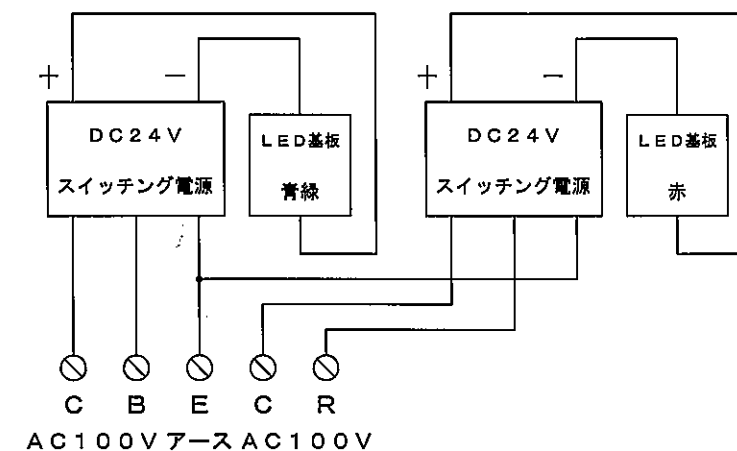 ＋ － ＋ －
ＤＣ２４Ｖ
スイッチング電源
ＬＥＤ基板
青緑
ＤＣ２４Ｖ
スイッチング電源
ＬＥＤ基板
赤
Ｃ Ｂ Ｅ Ｃ Ｒ
ＡＣ１００Ｖ アース ＡＣ１００Ｖ